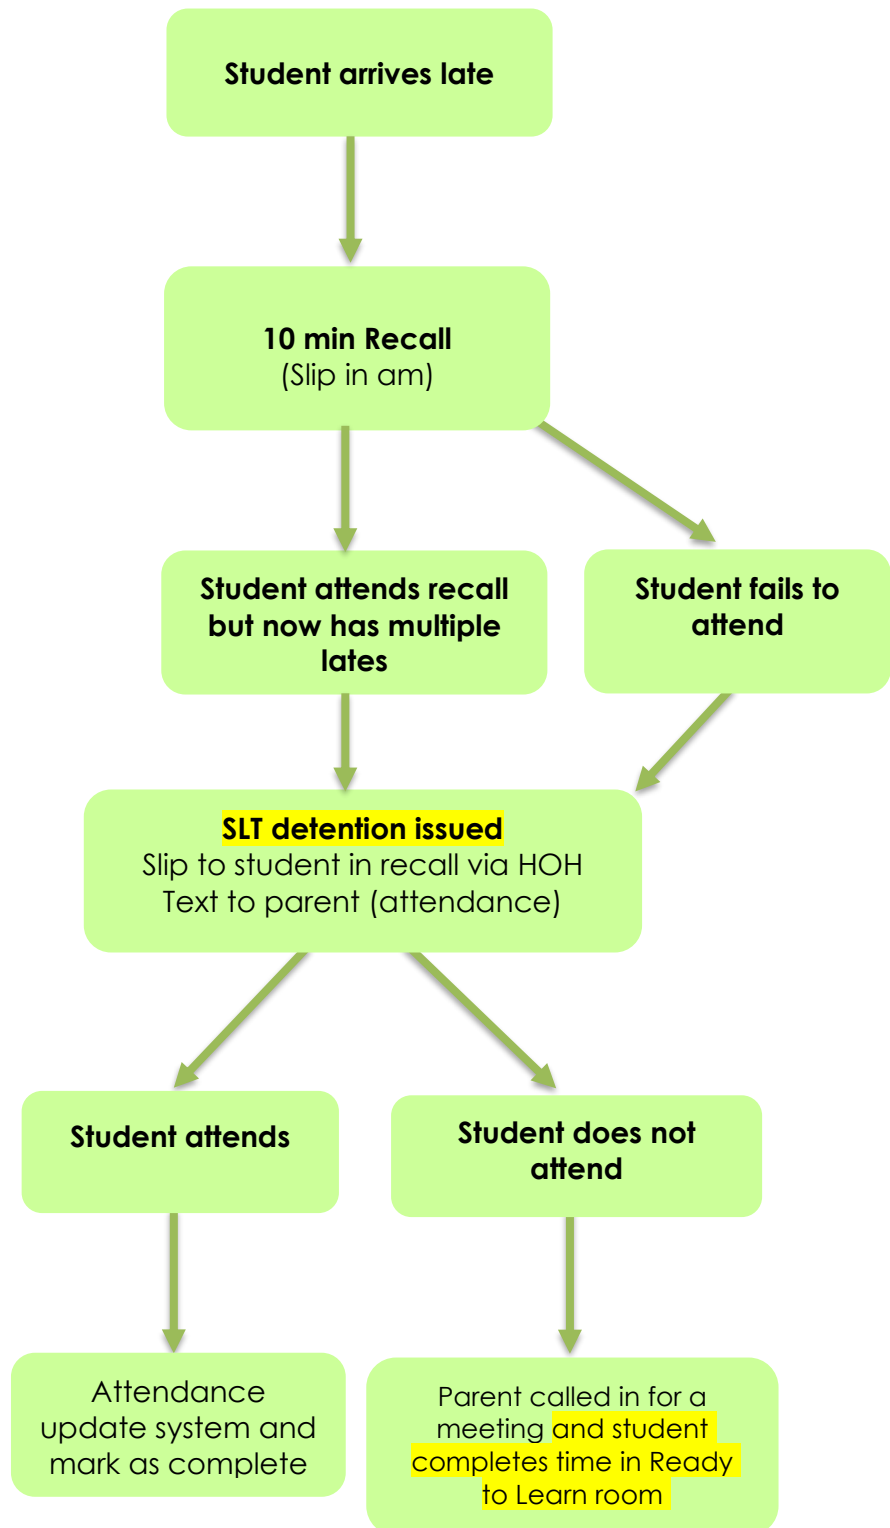 Student arrives late
10 min Recall
(Slip in am)
Student attends recall
but now has multiple
lates
Student fails to
attend
SLT detention issued
Slip to student in recall via HOH
Text to parent (attendance)
Student attends
Student does not
attend
Attendance
update system and
mark as complete
Parent called in for a
meeting and student
completes time in Ready
to Learn room